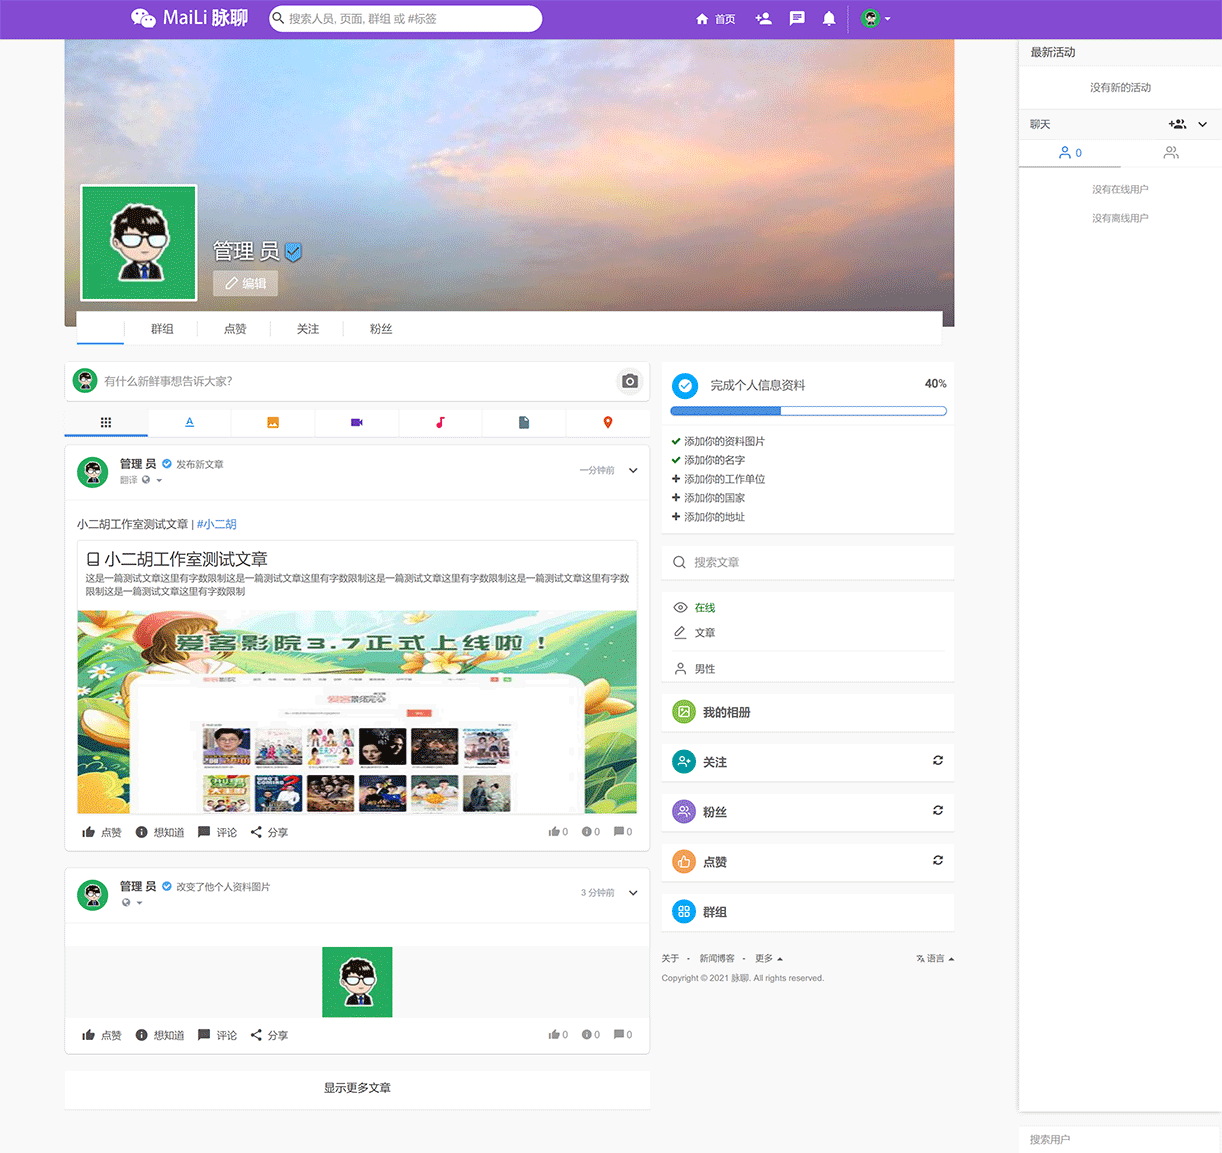 MaiLi 脉聊
搜索人员, 页面, 群组 或 #标签
首页
管理 员
编辑
群组
点赞
关注
粉丝
有什么新鲜事想告诉大家?
管理 员 发布新文章
一分钟前
翻译
小二胡工作室测试文章 | #小二胡
小二胡工作室测试文章
这是一篇测试文章这里有字数限制这是一篇测试文章这里有字数限制这是一篇测试文章这里有字数限制这是一篇测试文章这里有字数
限制这是一篇测试文章这里有字数限制
爱客影院3.7正式上线啦！
点赞 想知道 评论 分享
0 0 0
管理 员 改变了他个人资料图片
3 分钟前
点赞 想知道 评论 分享
0 0 0
显示更多文章
完成个人信息资料
40%
添加你的资料图片
添加你的名字
添加你的工作单位
添加你的国家
添加你的地址
搜索文章
在线
文章
男性
我的相册
关注
粉丝
点赞
群组
关于 - 新闻博客 - 更多
语言
Copyright © 2021 脉聊. All rights reserved.
最新活动
没有新的活动
聊天
0
没有在线用户
没有离线用户
搜索用户